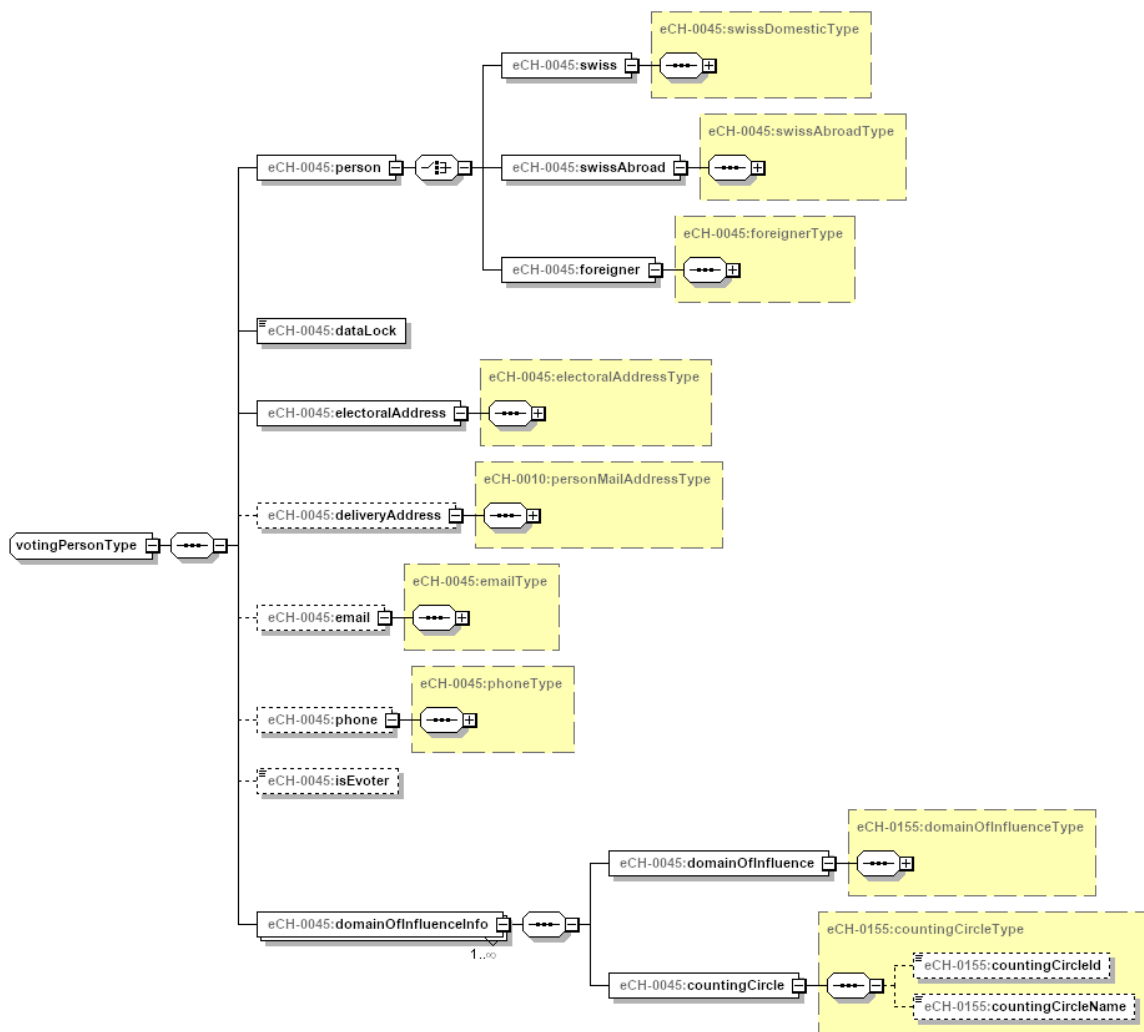 eCH-0045:swissDomesticType
eCH-0045:swiss
eCH-0045:swissAbroadType
eCH-0045:person
eCH-0045:swissAbroad
eCH-0045:foreignerType
eCH-0045:foreigner
eCH-0045:dataLock
eCH-0045:electoralAddressType
eCH-0045:electoralAddress
eCH-0010:personMailAddressType
eCH-0045:deliveryAddress
votingPersonType
eCH-0045:emailType
eCH-0045:email
eCH-0045:phoneType
eCH-0045:phone
eCH-0045:isEvoter
eCH-0155:domainOfInfluenceType
eCH-0045:domainOfInfluence
eCH-0045:domainOfInfluenceInfo
1..∞
eCH-0155:countingCircleType
eCH-0155:countingCircleId
eCH-0045:countingCircle
eCH-0155:countingCircleName